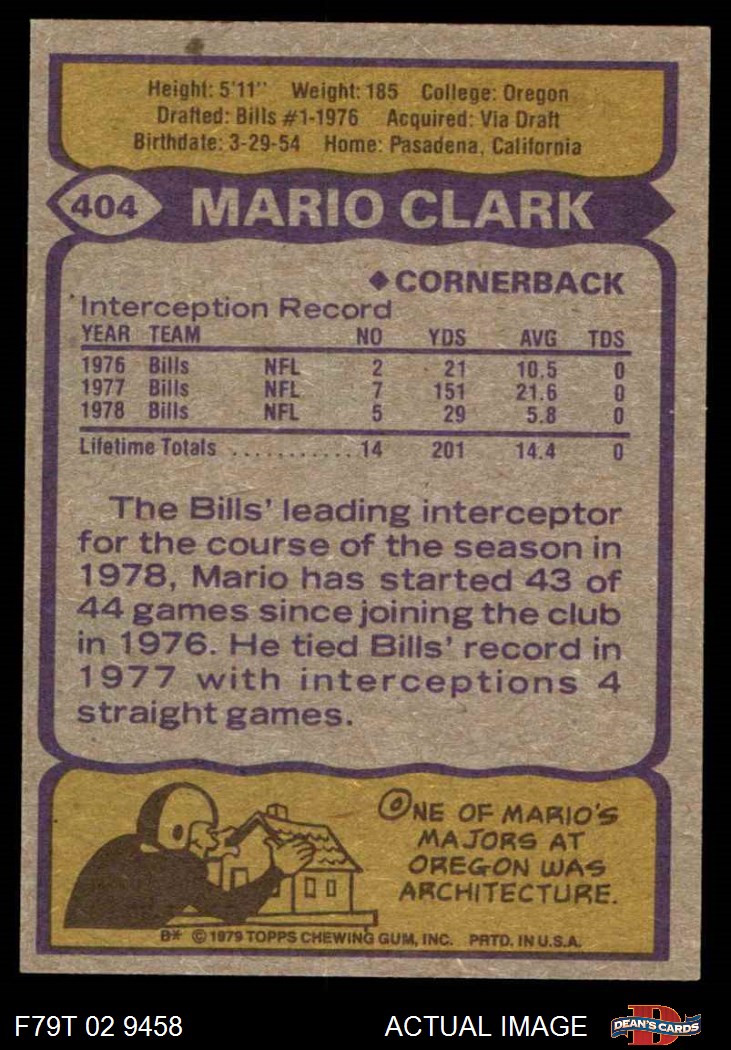 Height: 5'11" Weight: 185 College: Oregon
Drafted: Bills #1-1976 Acquired: Via Draft
Birthdate: 3-29-54 Home: Pasadena, California
404 MARIO CLARK
◆ CORNERBACK
Interception Record
YEAR TEAM NO YDS AVG TDS
1976 Bills NFL 2 21 10.5 0
1977 Bills NFL 7 151 21.6 0
1978 Bills NFL 5 29 5.8 0
Lifetime Totals ........... 14 201 14.4 0
The Bills' leading interceptor
for the course of the season in
1978, Mario has started 43 of
44 games since joining the club
in 1976. He tied Bills' record in
1977 with interceptions 4
straight games.
ONE OF MARIO'S
MAJORS AT
OREGON WAS
ARCHITECTURE.
B* © 1979 TOPPS CHEWING GUM, INC. PRTD. IN U.S.A.
F79T 02 9458 ACTUAL IMAGE DEAN'S CARDS